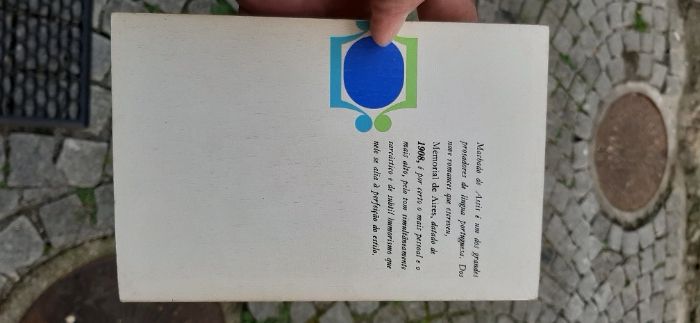 Machado de Assis é um dos grandes
prosadores da língua portuguesa. Dos
nove romances que escreveu,
Memorial de Aires, datado de
1908, é por certo o mais pessoal e o
mais alto, pelo tom simultâneamente
sarcástico e de subtil humorismo que
nele se alia à perfeição do estilo.